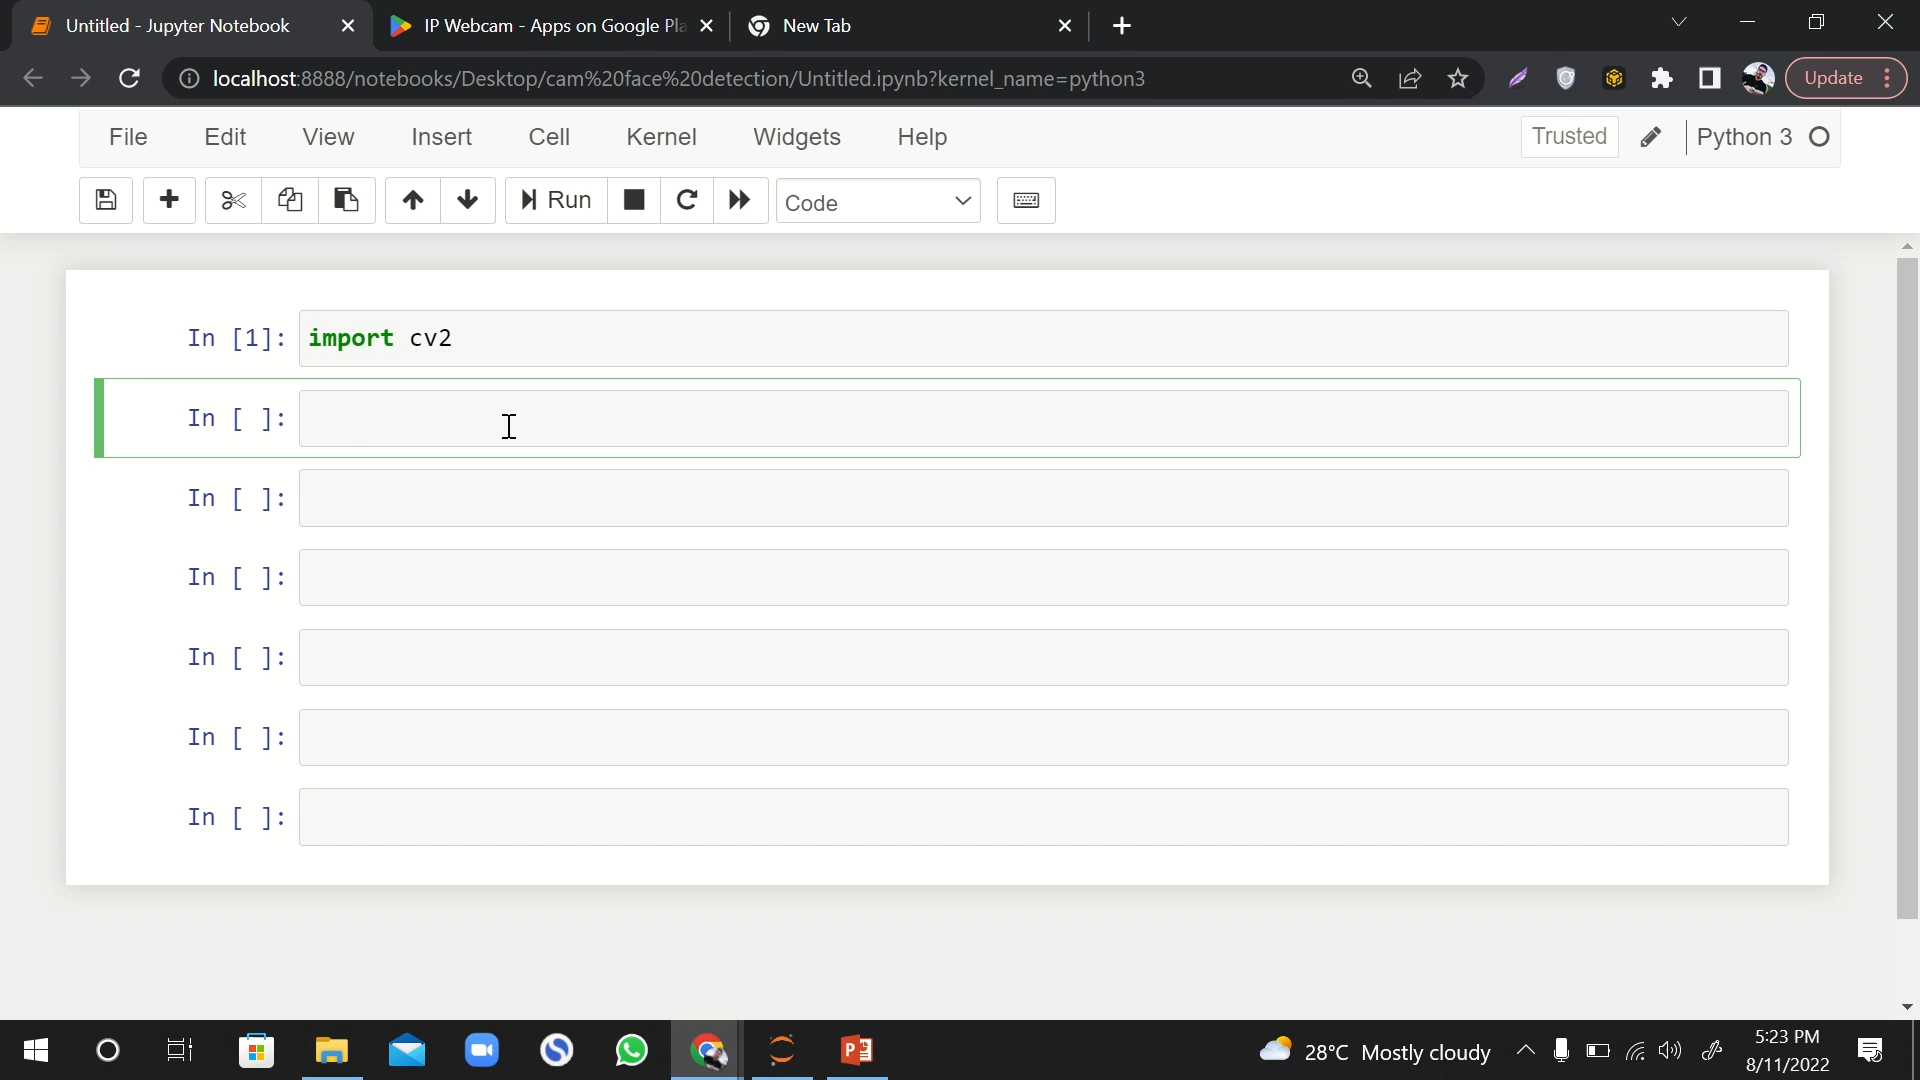 Untitled - Jupyter Notebook
IP Webcam - Apps on Google Pla
New Tab
localhost:8888/notebooks/Desktop/cam%20face%20detection/Untitled.ipynb?kernel_name=python3
Update
File Edit View Insert Cell Kernel Widgets Help
Trusted
Python 3
Run
Code
In [1]: import cv2
In [ ]:
In [ ]:
In [ ]:
In [ ]:
In [ ]:
In [ ]:
28°C Mostly cloudy
5:23 PM
8/11/2022